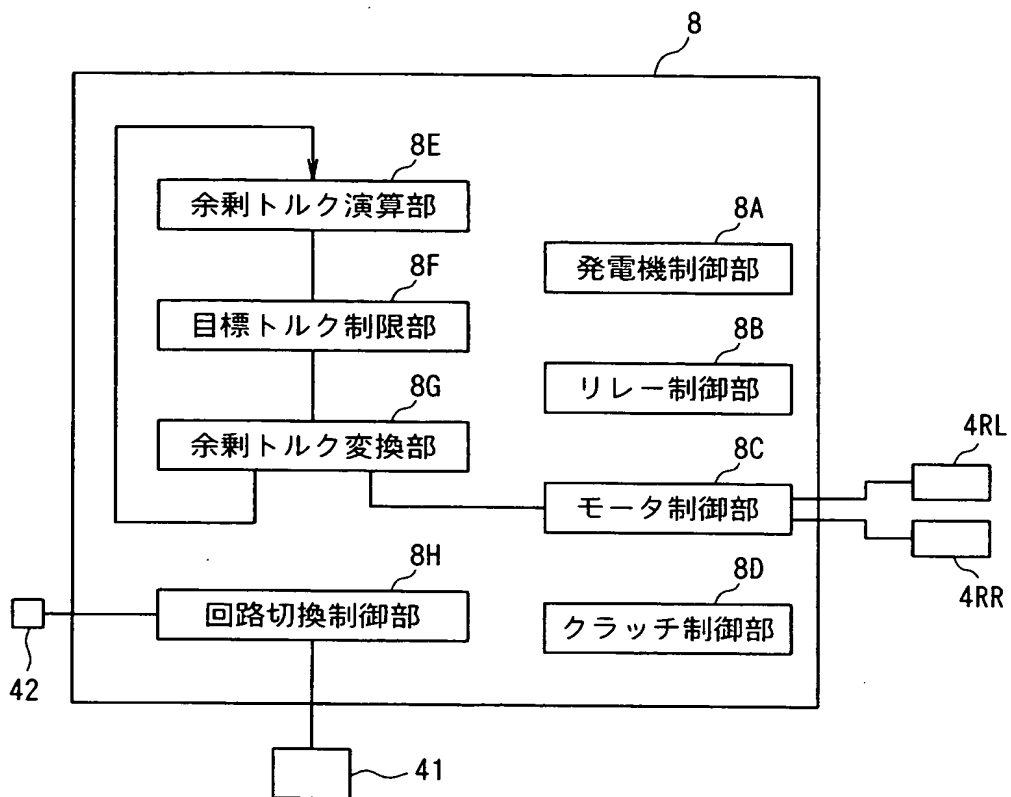 8
8E
余剰トルク演算部
8A
発電機制御部
8F
目標トルク制限部
8B
リレー制御部
8G
余剰トルク変換部
8C
モータ制御部
4RL
4RR
8H
回路切換制御部
8D
クラッチ制御部
42
41